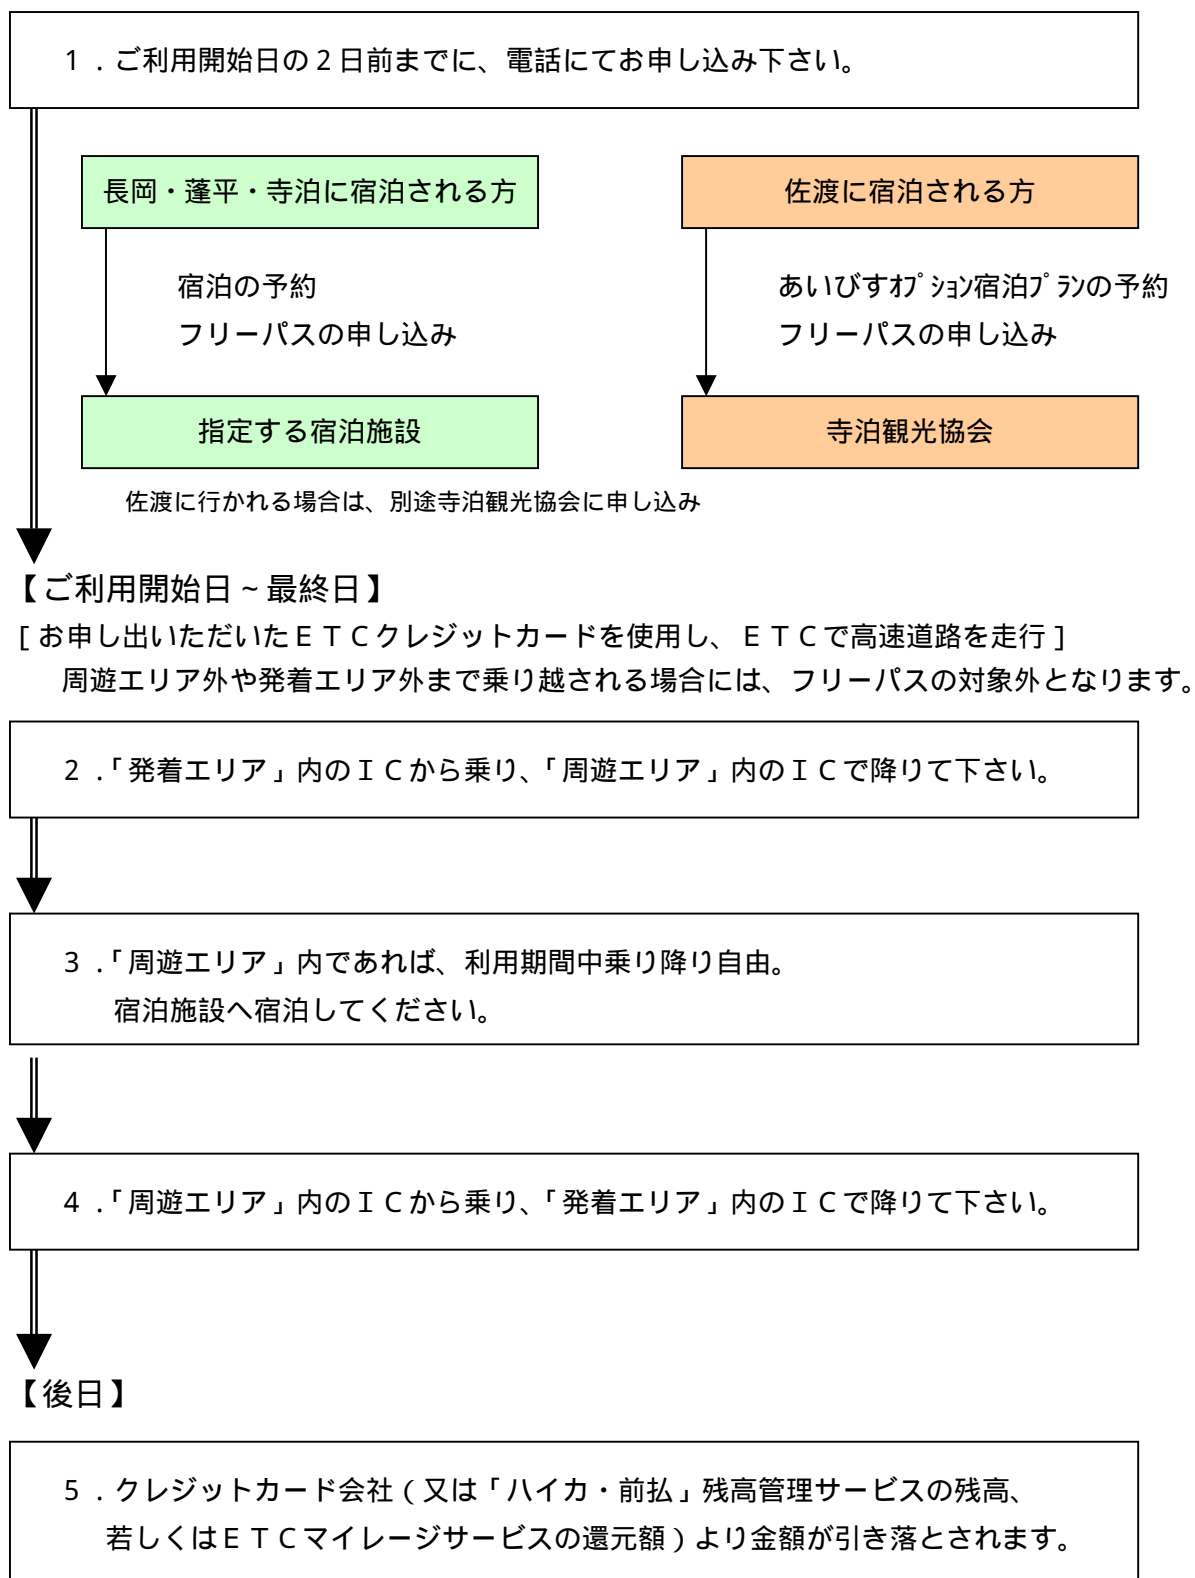 １．ご利用開始日の２日前までに、電話にてお申し込み下さい。
長岡・蓬平・寺泊に宿泊される方
佐渡に宿泊される方
宿泊の予約
フリーパスの申し込み
あいびすｵﾌﾟｼｮﾝ宿泊ﾌﾟﾗﾝの予約
フリーパスの申し込み
指定する宿泊施設
寺泊観光協会
佐渡に行かれる場合は、別途寺泊観光協会に申し込み
【ご利用開始日～最終日】
［お申し出いただいたＥＴＣクレジットカードを使用し、ＥＴＣで高速道路を走行］
周遊エリア外や発着エリア外まで乗り越される場合には、フリーパスの対象外となります。
２．「発着エリア」内のＩＣから乗り、「周遊エリア」内のＩＣで降りて下さい。
３．「周遊エリア」内であれば、利用期間中乗り降り自由。
宿泊施設へ宿泊してください。
４．「周遊エリア」内のＩＣから乗り、「発着エリア」内のＩＣで降りて下さい。
【後日】
５．クレジットカード会社（又は「ハイカ・前払」残高管理サービスの残高、
若しくはＥＴＣマイレージサービスの還元額）より金額が引き落とされます。